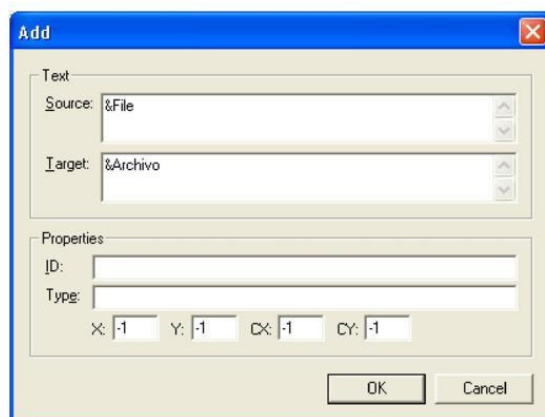 Add
Text
Source: &File
Target: &Archivo
Properties
ID:
Type:
X: -1 Y: -1 CX: -1 CY: -1
OK Cancel